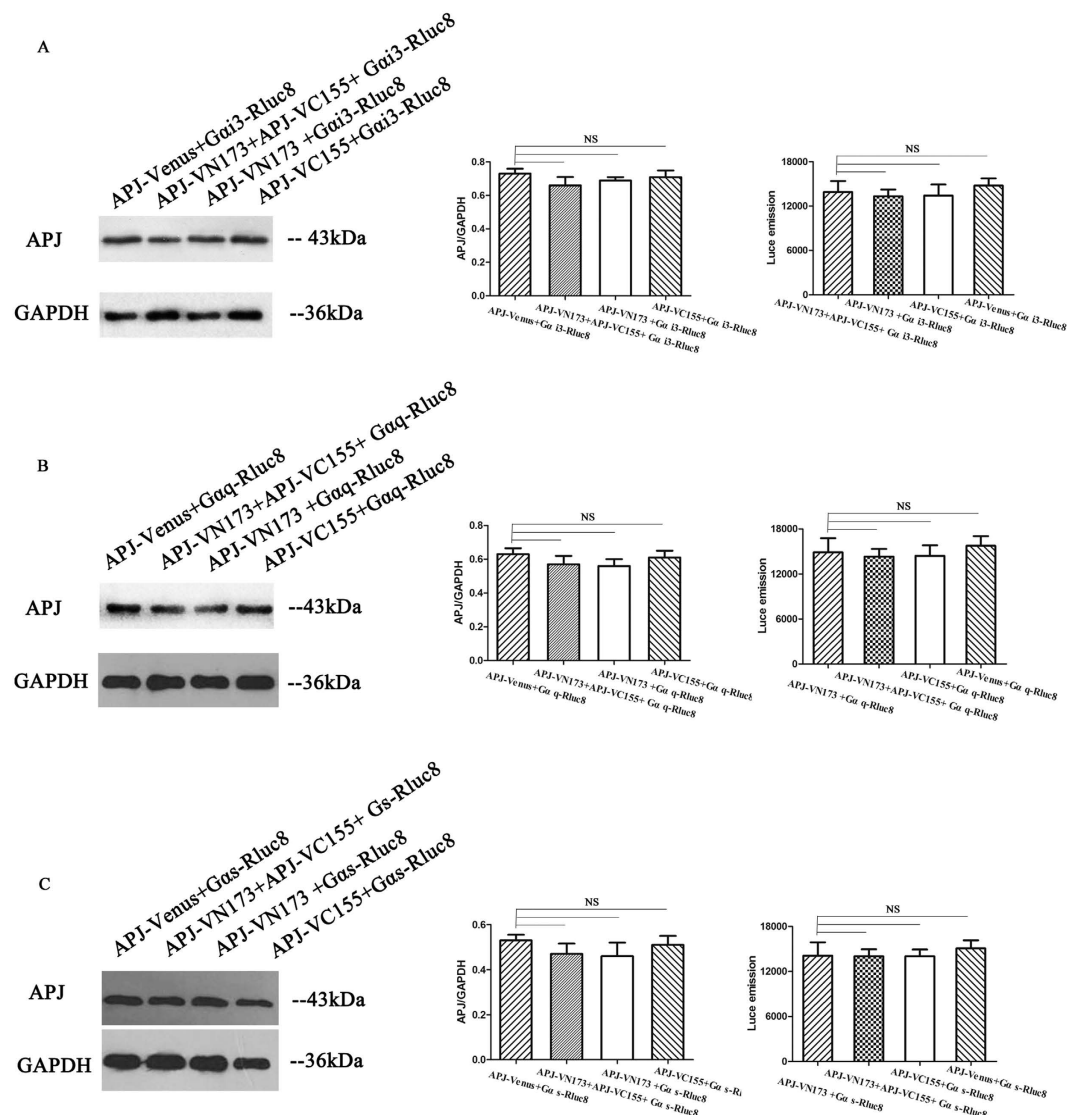 A
APJ-Venus+Gαi3-Rluc8
APJ-VN173+APJ-VC155+ Gαi3-Rluc8
APJ-VN173 +Gαi3-Rluc8
APJ-VC155+Gαi3-Rluc8
APJ
-- 43kDa
GAPDH
--36kDa
NS
0.8
0.6
0.4
0.2
0.0
APJ/GAPDH
APJ-Venus+Gα i3-Rluc8
APJ-VN173+APJ-VC155+ Gα i3-Rluc8
APJ-VN173 +Gα i3-Rluc8
APJ-VC155+Gα i3-Rluc8
NS
18000
12000
6000
0
Luce emission
APJ-VN173+APJ-VC155+ Gα i3-Rluc8
APJ-VN173 +Gα i3-Rluc8
APJ-VC155+Gα i3-Rluc8
APJ-Venus+Gα i3-Rluc8
B
APJ-Venus+Gαq-Rluc8
APJ-VN173+APJ-VC155+ Gαq-Rluc8
APJ-VN173 +Gαq-Rluc8
APJ-VC155+Gαq-Rluc8
APJ
--43kDa
GAPDH
--36kDa
NS
0.8
0.6
0.4
0.2
0.0
APJ/GAPDH
APJ-Venus+Gα q-Rluc8
APJ-VN173+APJ-VC155+ Gα q-Rluc8
APJ-VN173 +Gα q-Rluc8
APJ-VC155+Gα q-Rluc8
NS
18000
12000
6000
0
Luce emission
APJ-VN173 +Gα q-Rluc8
APJ-VN173+APJ-VC155+ Gα q-Rluc8
APJ-VC155+Gα q-Rluc8
APJ-Venus+Gα q-Rluc8
C
APJ-Venus+Gαs-Rluc8
APJ-VN173+APJ-VC155+ Gs-Rluc8
APJ-VN173 +Gαs-Rluc8
APJ-VC155+Gαs-Rluc8
APJ
--43kDa
GAPDH
--36kDa
NS
0.6
0.4
0.2
0.0
APJ/GAPDH
APJ-Venus+Gα s-Rluc8
APJ-VN173+APJ-VC155+ Gα s-Rluc8
APJ-VN173 +Gα s-Rluc8
APJ-VC155+Gα s-Rl
NS
18000
12000
6000
0
Luce emission
APJ-VN173 +Gα s-Rluc8
APJ-VN173+APJ-VC155+ Gα s-Rluc8
APJ-VC155+Gα s-Rluc8
APJ-Venus+Gα s-Rluc8